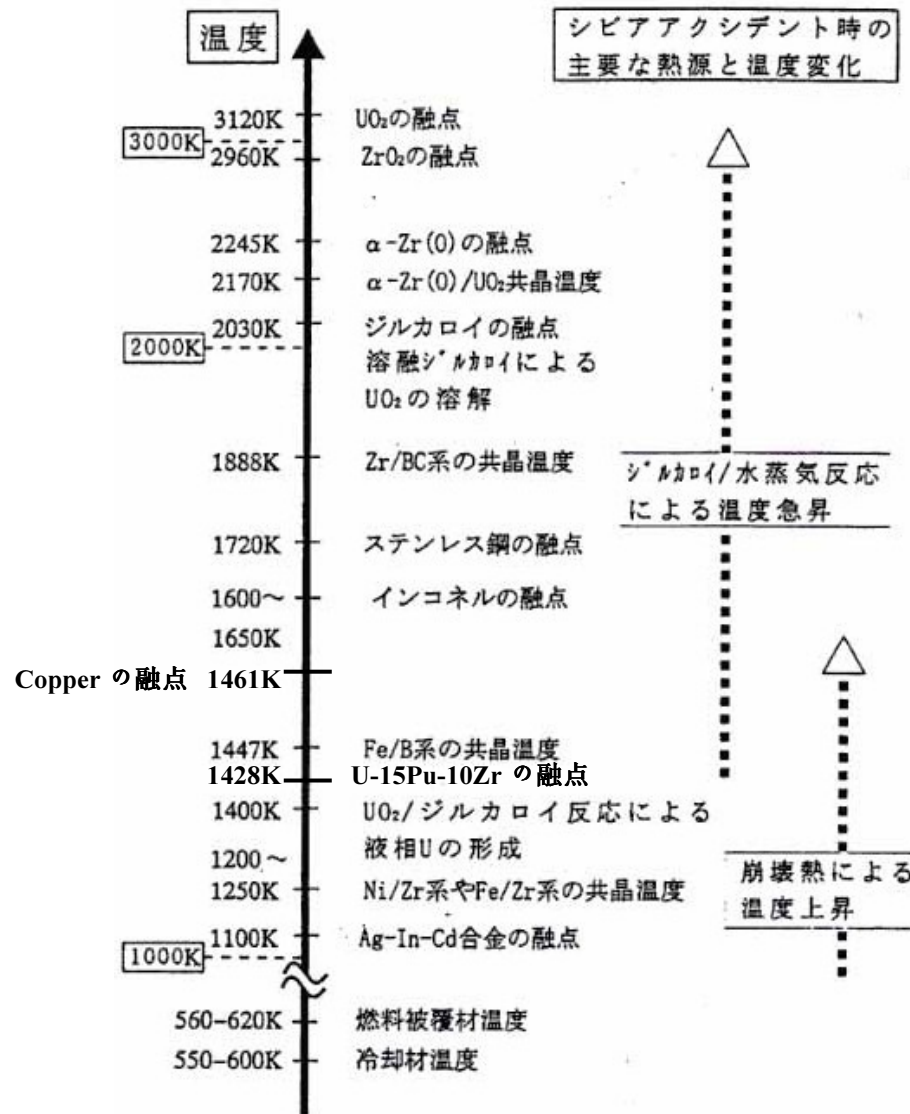 温度
シビアアクシデント時の
主要な熱源と温度変化
3120K UO₂の融点
3000K
2960K ZrO₂の融点
2245K α-Zr(O)の融点
2170K α-Zr(O)/UO₂共晶温度
2030K ジルカロイの融点
2000K
溶融ｼﾞﾙｶﾛｲによる
UO₂の溶解
1888K Zr/BC系の共晶温度
ｼﾞﾙｶﾛｲ/水蒸気反応
による温度急昇
1720K ステンレス鋼の融点
1600～ インコネルの融点
1650K
Copper の融点 1461K
1447K Fe/B系の共晶温度
1428K U-15Pu-10Zr の融点
1400K UO₂/ジルカロイ反応による
液相Uの形成
1200～
1250K Ni/Zr系やFe/Zr系の共晶温度
崩壊熱による
温度上昇
1100K Ag-In-Cd合金の融点
1000K
560-620K 燃料被覆材温度
550-600K 冷却材温度